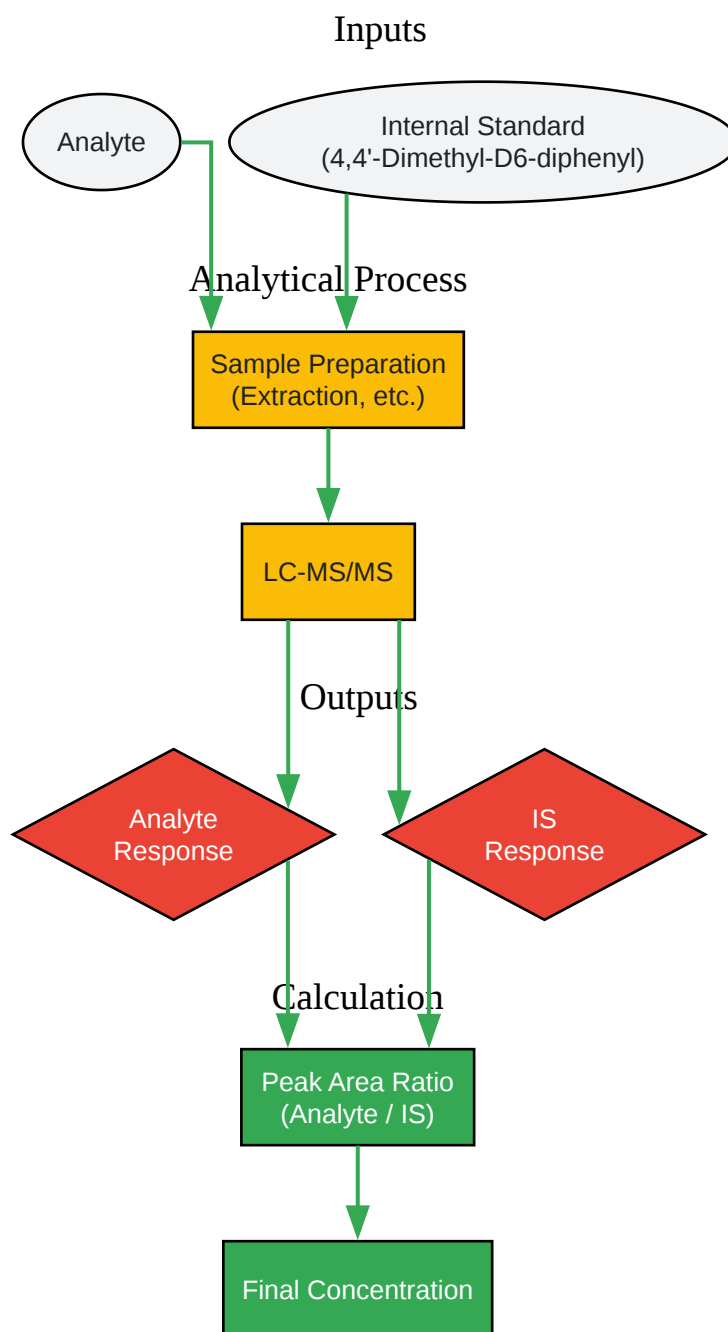 Inputs
Analyte
Internal Standard
(4,4'-Dimethyl-D6-diphenyl)
Analytical Process
Sample Preparation
(Extraction, etc.)
LC-MS/MS
Outputs
Analyte
Response
IS
Response
Calculation
Peak Area Ratio
(Analyte / IS)
Final Concentration